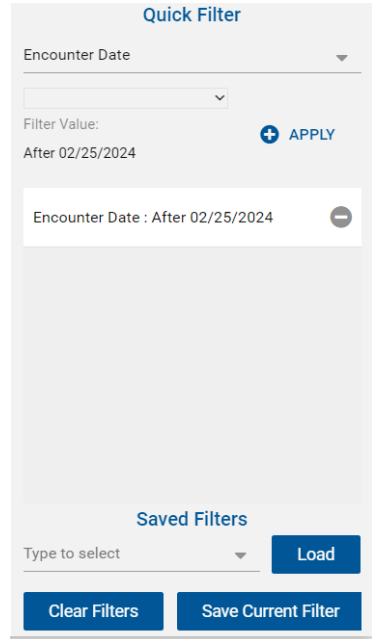 Quick Filter
Encounter Date
Filter Value:
APPLY
After 02/25/2024
Encounter Date : After 02/25/2024
Saved Filters
Type to select
Load
Clear Filters
Save Current Filter